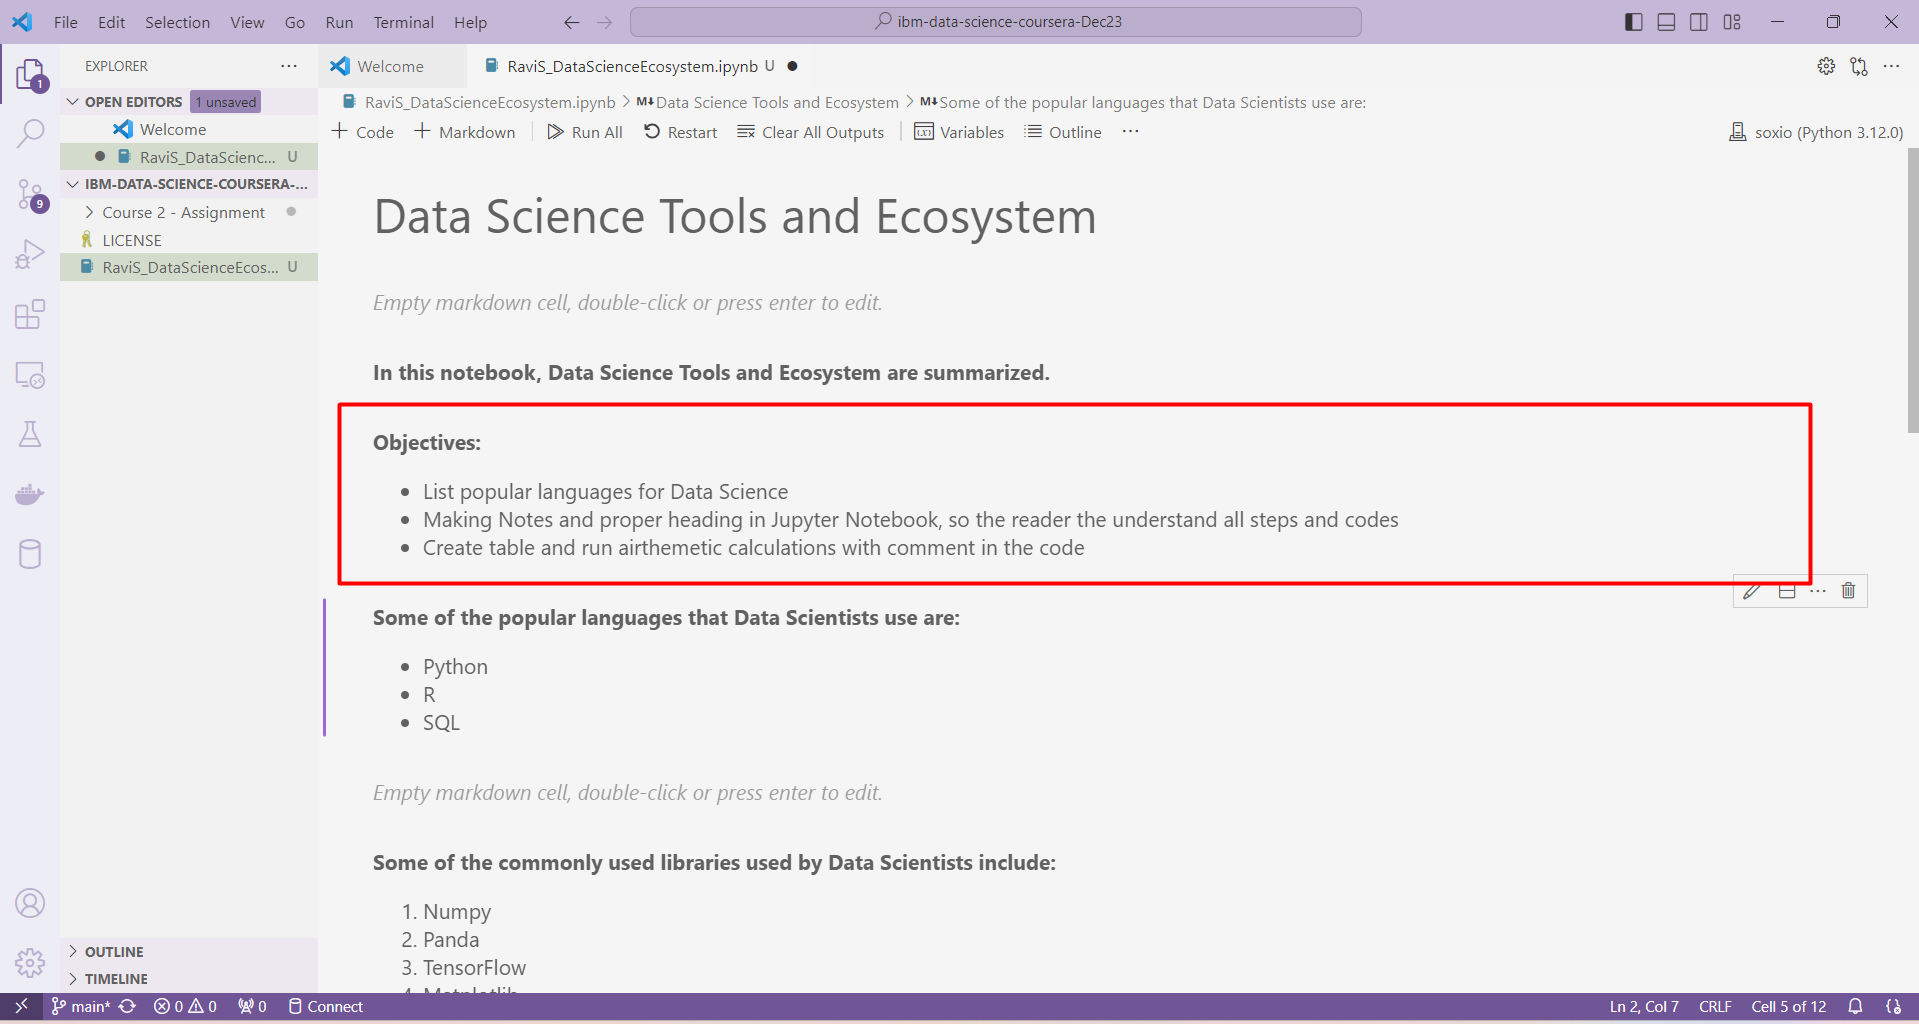 File Edit Selection View Go Run Terminal Help
ibm-data-science-coursera-Dec23
EXPLORER
OPEN EDITORS 1 unsaved
Welcome
RaviS_DataScienc... U
IBM-DATA-SCIENCE-COURSERA-...
Course 2 - Assignment
LICENSE
RaviS_DataScienceEcos... U
OUTLINE
TIMELINE
1
9
Welcome
RaviS_DataScienceEcosystem.ipynb U
RaviS_DataScienceEcosystem.ipynb > M↓Data Science Tools and Ecosystem > M↓Some of the popular languages that Data Scientists use are:
+ Code + Markdown Run All Restart Clear All Outputs Variables Outline ...
soxio (Python 3.12.0)
Data Science Tools and Ecosystem
Empty markdown cell, double-click or press enter to edit.
In this notebook, Data Science Tools and Ecosystem are summarized.
Objectives:
• List popular languages for Data Science
• Making Notes and proper heading in Jupyter Notebook, so the reader the understand all steps and codes
• Create table and run airthemetic calculations with comment in the code
Some of the popular languages that Data Scientists use are:
• Python
• R
• SQL
Empty markdown cell, double-click or press enter to edit.
Some of the commonly used libraries used by Data Scientists include:
1. Numpy
2. Panda
3. TensorFlow
4. Matplotlib
main* 0 0 0 Connect
Ln 2, Col 7 CRLF Cell 5 of 12